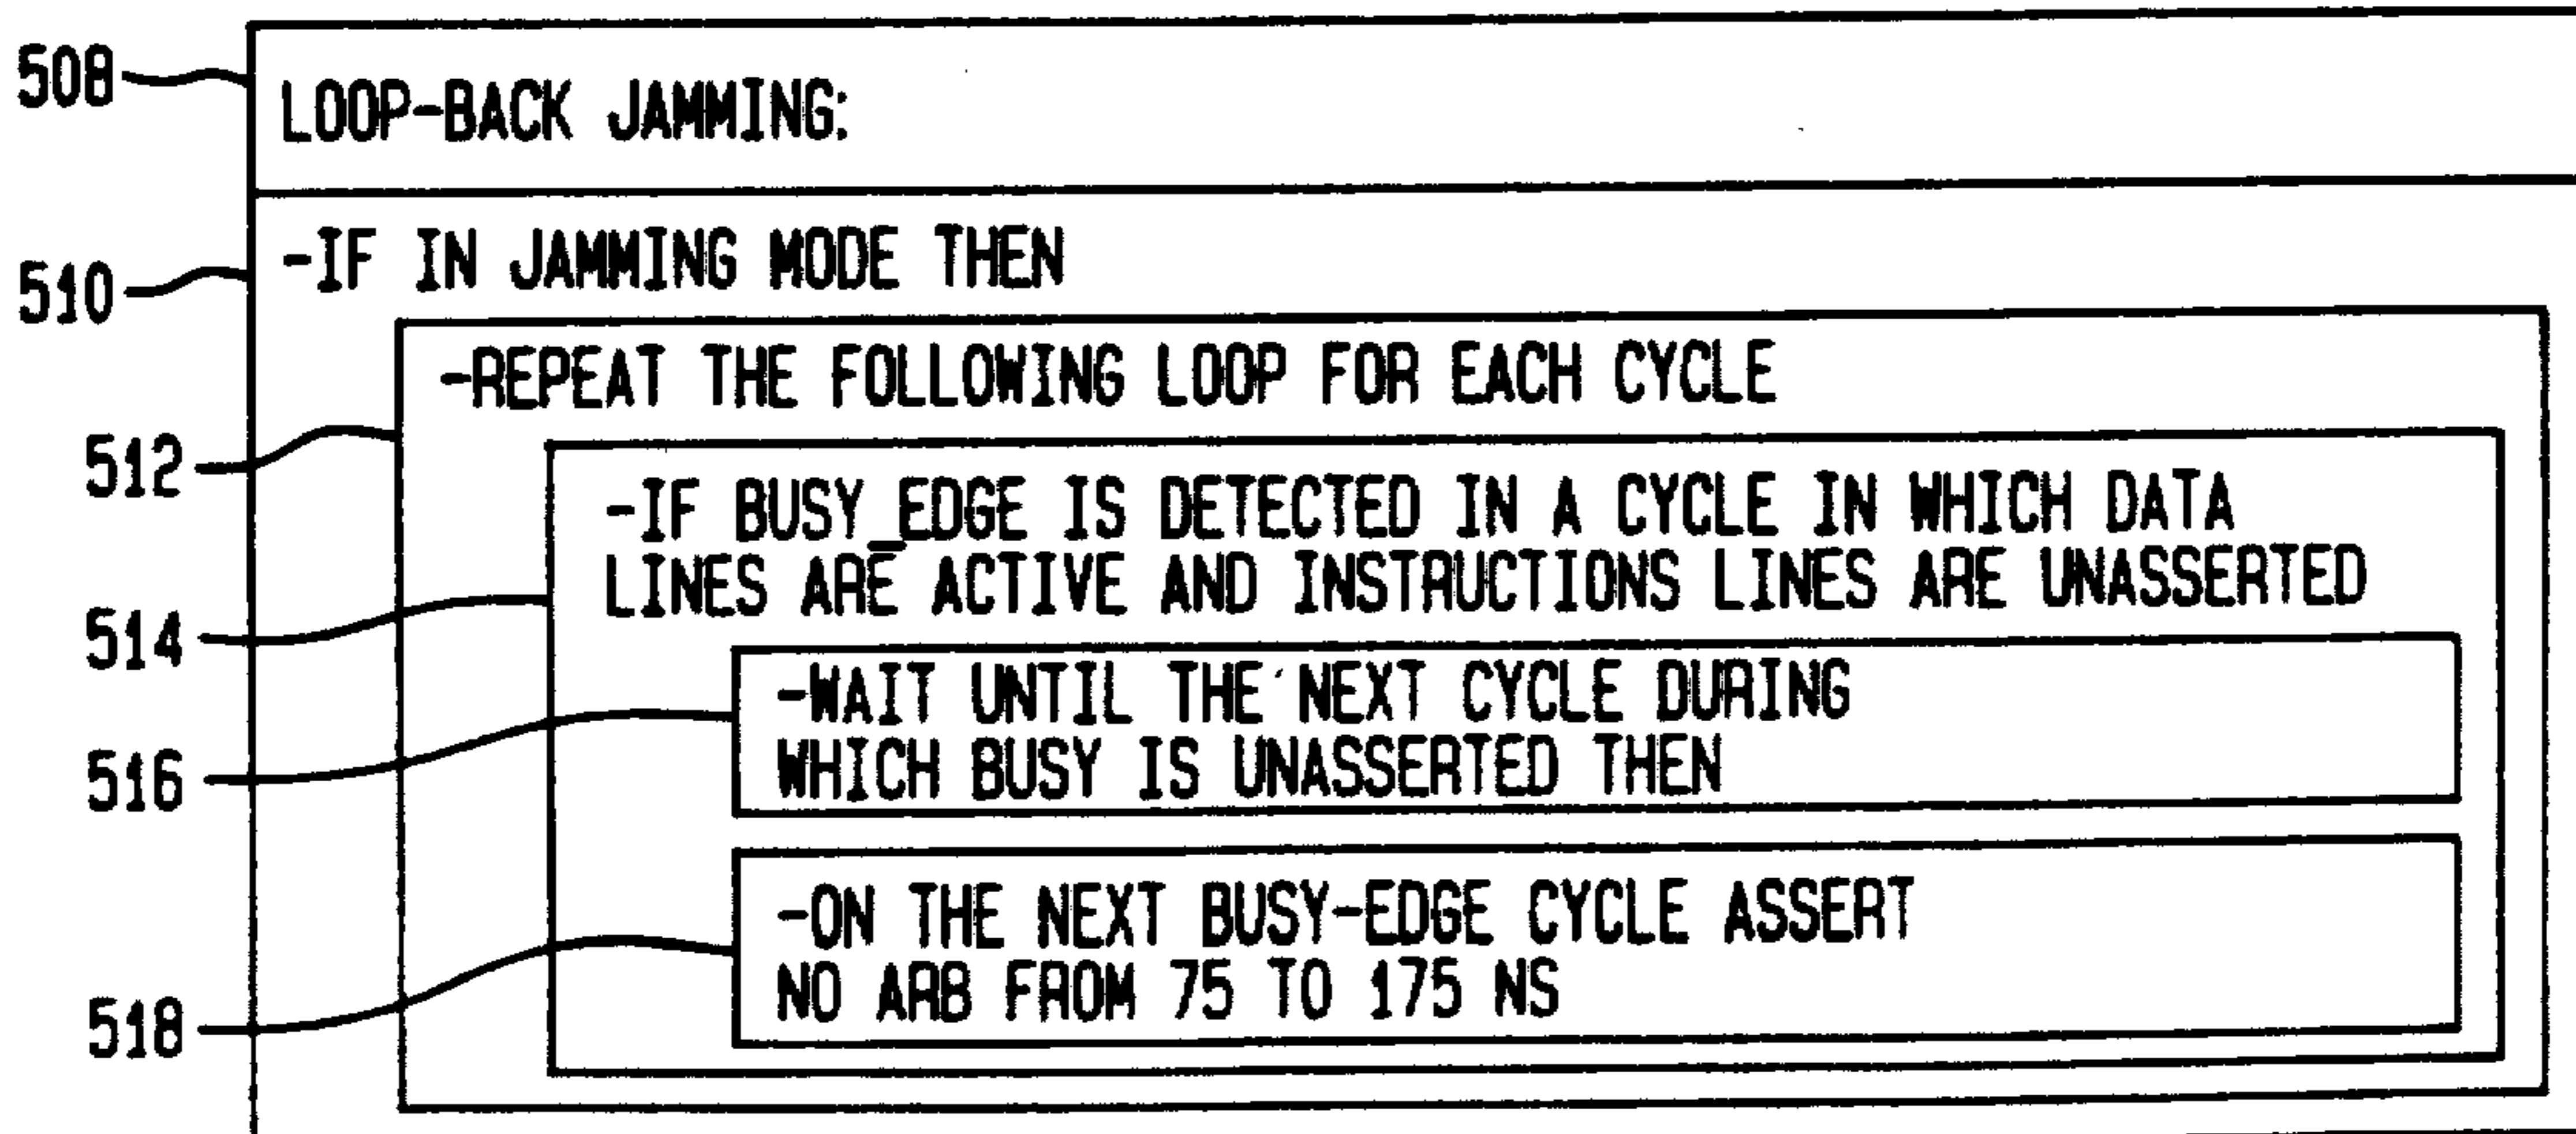 508
LOOP-BACK JAMMING:
510
-IF IN JAMMING MODE THEN
-REPEAT THE FOLLOWING LOOP FOR EACH CYCLE
512
-IF BUSY_EDGE IS DETECTED IN A CYCLE IN WHICH DATA
LINES ARE ACTIVE AND INSTRUCTIONS LINES ARE UNASSERTED
514
-WAIT UNTIL THE NEXT CYCLE DURING
WHICH BUSY IS UNASSERTED THEN
516
-ON THE NEXT BUSY-EDGE CYCLE ASSERT
NO ARB FROM 75 TO 175 NS
518